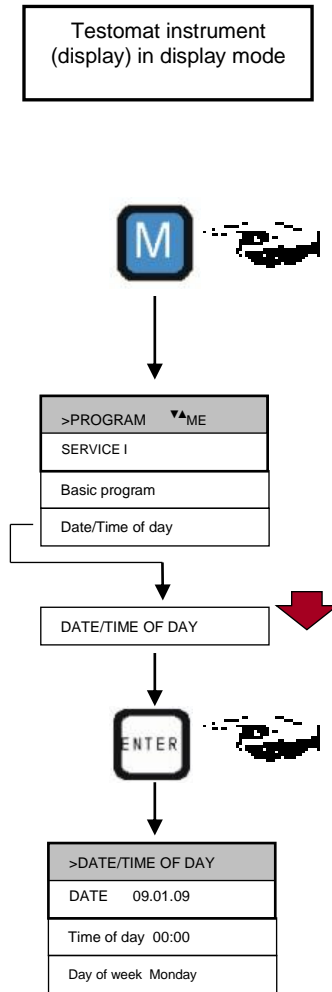 Testomat instrument
(display) in display mode
M
>PROGRAM ▼▲ME
SERVICE I
Basic program
Date/Time of day
DATE/TIME OF DAY
ENTER
>DATE/TIME OF DAY
DATE 09.01.09
Time of day 00:00
Day of week Monday